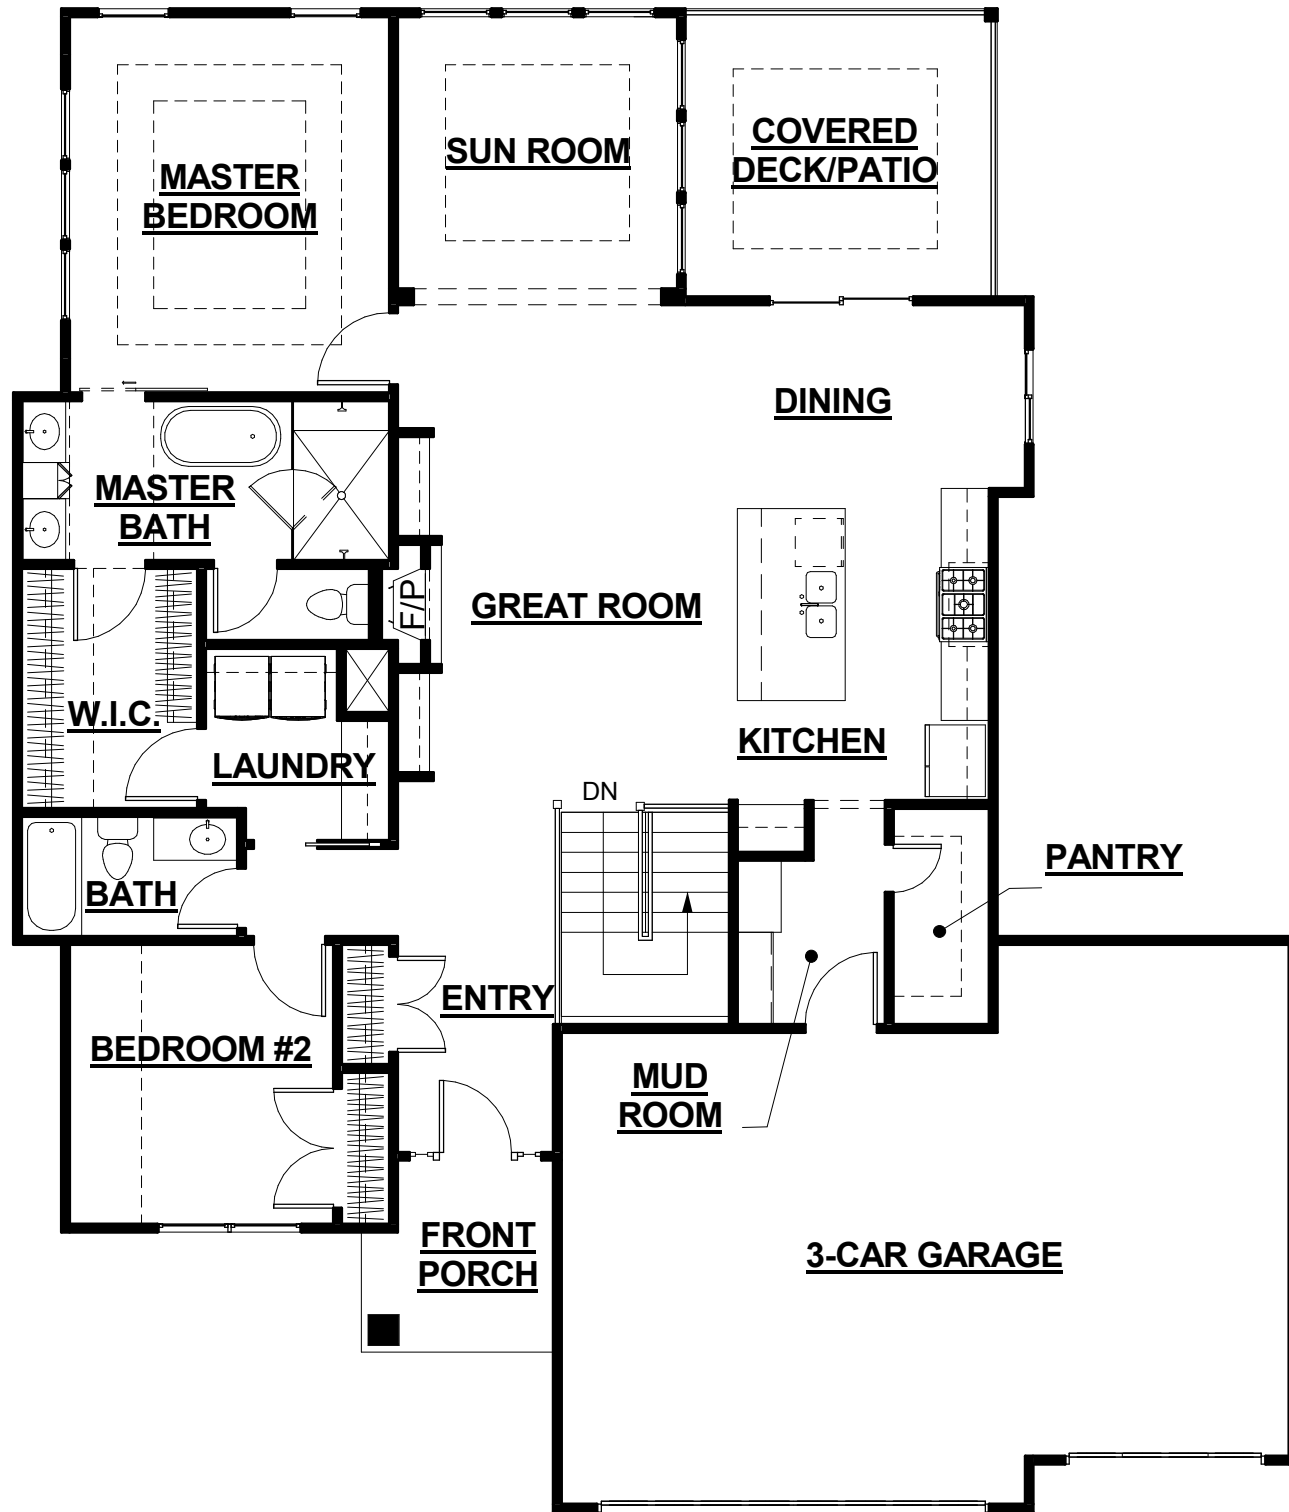 COVERED
DECK/PATIO
SUN ROOM
MASTER
BEDROOM
DINING
MASTER
BATH
F/P
GREAT ROOM
W.I.C.
KITCHEN
LAUNDRY
DN
PANTRY
BATH
ENTRY
BEDROOM #2
MUD
ROOM
FRONT
PORCH
3-CAR GARAGE